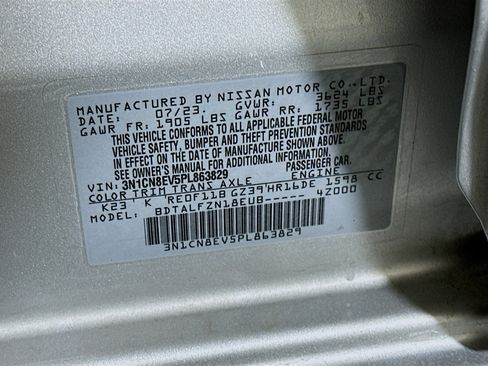 MANUFACTURED BY NISSAN MOTOR CO., LTD.
DATE: 07/23 GVWR: 3624 LBS
GAWR FR: 1905 LBS GAWR RR: 1735 LBS
THIS VEHICLE CONFORMS TO ALL APPLICABLE FEDERAL MOTOR
VEHICLE SAFETY, BUMPER, AND THEFT PREVENTION STANDARDS
IN EFFECT ON THE DATE OF MANUFACTURE SHOWN ABOVE.
SEE OWNER'S MANUAL FOR ADDITIONAL INFORMATION
VIN: 3N1CN8EV5PL863829 PASSENGER CAR.
COLOR TRIM TRANS AXLE ENGINE
K23 K RE0F11B GZ39 HR16DE 1598 CC
MODEL: BDTALFZN18EUB----- 42000
3N1CN8EV5PL863829